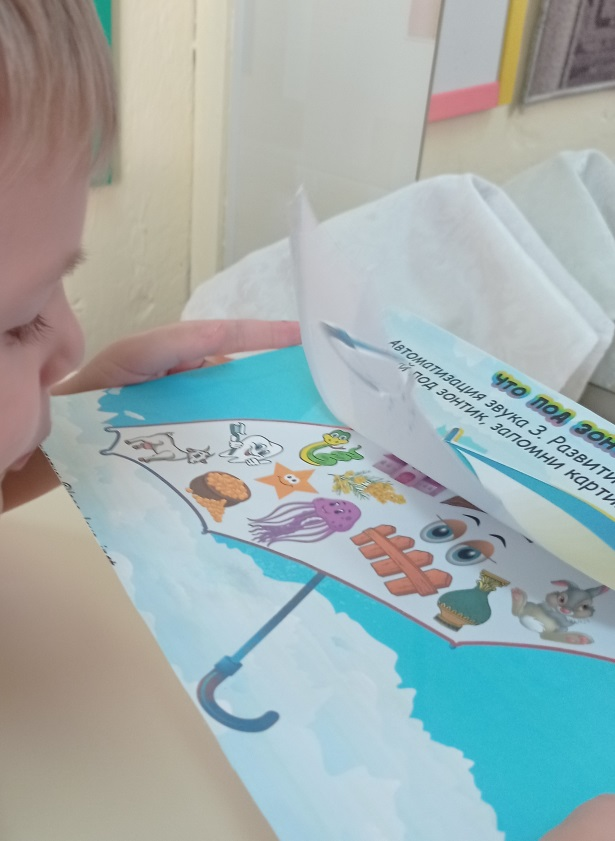 ЧТО ПОД ЗОН
Автоматизация звука З. Развити
й под зонтик, запомни карти